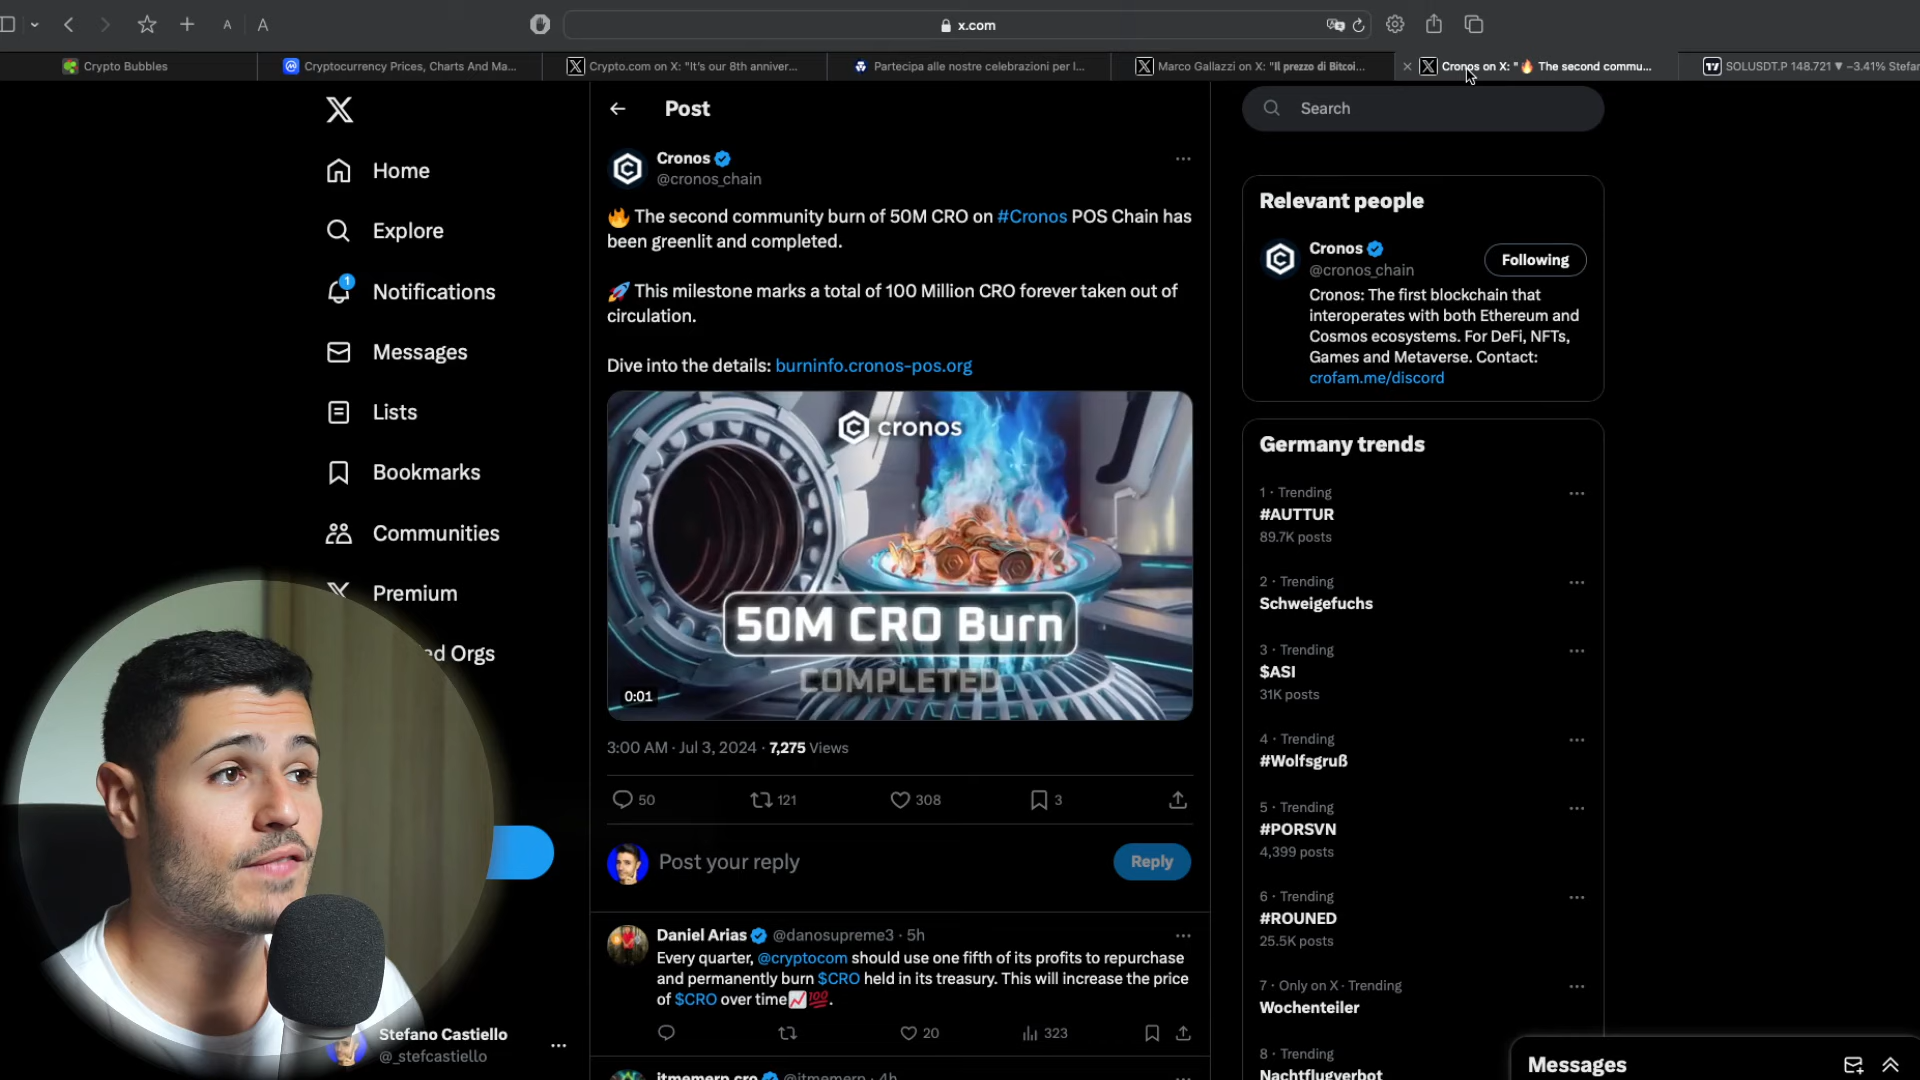 A A
x.com
Crypto Bubbles
Cryptocurrency Prices, Charts And Ma...
Crypto.com on X: "It's our 8th anniver...
Partecipa alle nostre celebrazioni per l...
Marco Gallazzi on X: "Il prezzo di Bitcoi...
Cronos on X: "🔥 The second commu...
SOLUSDT.P 148.721 ▼ −3.41% Stefan
Home
Explore
1
Notifications
Messages
Lists
Bookmarks
Communities
Premium
d Orgs
Stefano Castiello
@_stefcastiello
Post
Cronos
@cronos_chain
🔥 The second community burn of 50M CRO on #Cronos POS Chain has
been greenlit and completed.
🚀 This milestone marks a total of 100 Million CRO forever taken out of
circulation.
Dive into the details: burninfo.cronos-pos.org
cronos
50M CRO Burn
COMPLETED
0:01
3:00 AM · Jul 3, 2024 · 7,275 Views
50 121 308 3
Post your reply
Reply
Daniel Arias @danosupreme3 · 5h
Every quarter, @cryptocom should use one fifth of its profits to repurchase
and permanently burn $CRO held in its treasury. This will increase the price
of $CRO over time📈💯.
20 323
itmemern cro @itmemern · 4h
Search
Relevant people
Cronos
@cronos_chain
Following
Cronos: The first blockchain that
interoperates with both Ethereum and
Cosmos ecosystems. For DeFi, NFTs,
Games and Metaverse. Contact:
crofam.me/discord
Germany trends
1 · Trending
#AUTTUR
89.7K posts
2 · Trending
Schweigefuchs
3 · Trending
$ASI
31K posts
4 · Trending
#Wolfsgruß
5 · Trending
#PORSVN
4,399 posts
6 · Trending
#ROUNED
25.5K posts
7 · Only on X · Trending
Wochenteiler
8 · Trending
Nachtflugverbot
Messages